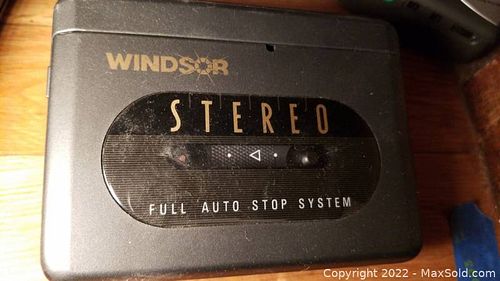 WINDSOR
STEREO
FULL AUTO STOP SYSTEM
Copyright © 2022 - MaxSold.com